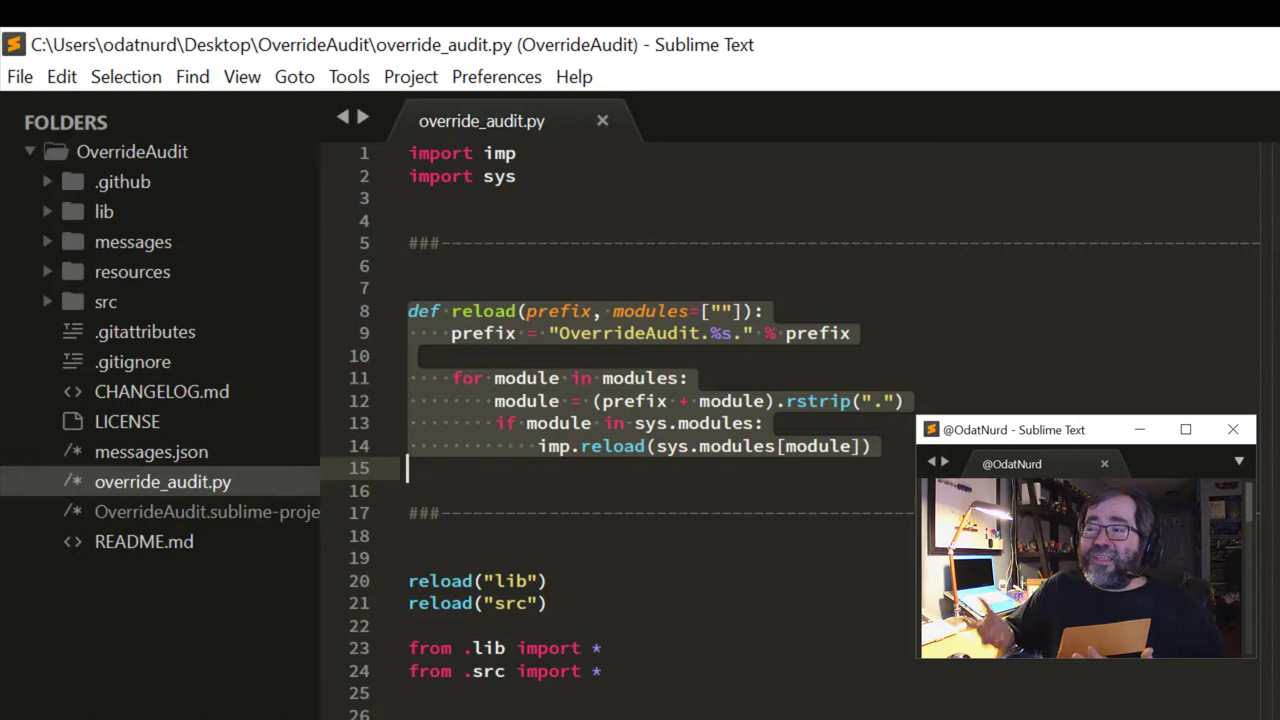 C:\Users\odatnurd\Desktop\OverrideAudit\override_audit.py (OverrideAudit) - Sublime Text
File Edit Selection Find View Goto Tools Project Preferences Help
FOLDERS
OverrideAudit
.github
lib
messages
resources
src
.gitattributes
.gitignore
CHANGELOG.md
LICENSE
messages.json
override_audit.py
OverrideAudit.sublime-proje
README.md
override_audit.py
1 import imp
2 import sys
3
4
5 ###----------------------------------------------------------------------------
6
7
8 def reload(prefix, modules=[""]):
9     prefix = "OverrideAudit.%s." % prefix
10
11     for module in modules:
12         module = (prefix + module).rstrip(".")
13         if module in sys.modules:
14             imp.reload(sys.modules[module])
15
16
17 ###--------------------------------------------
18
19
20 reload("lib")
21 reload("src")
22
23 from .lib import *
24 from .src import *
25
26
@OdatNurd - Sublime Text
@OdatNurd